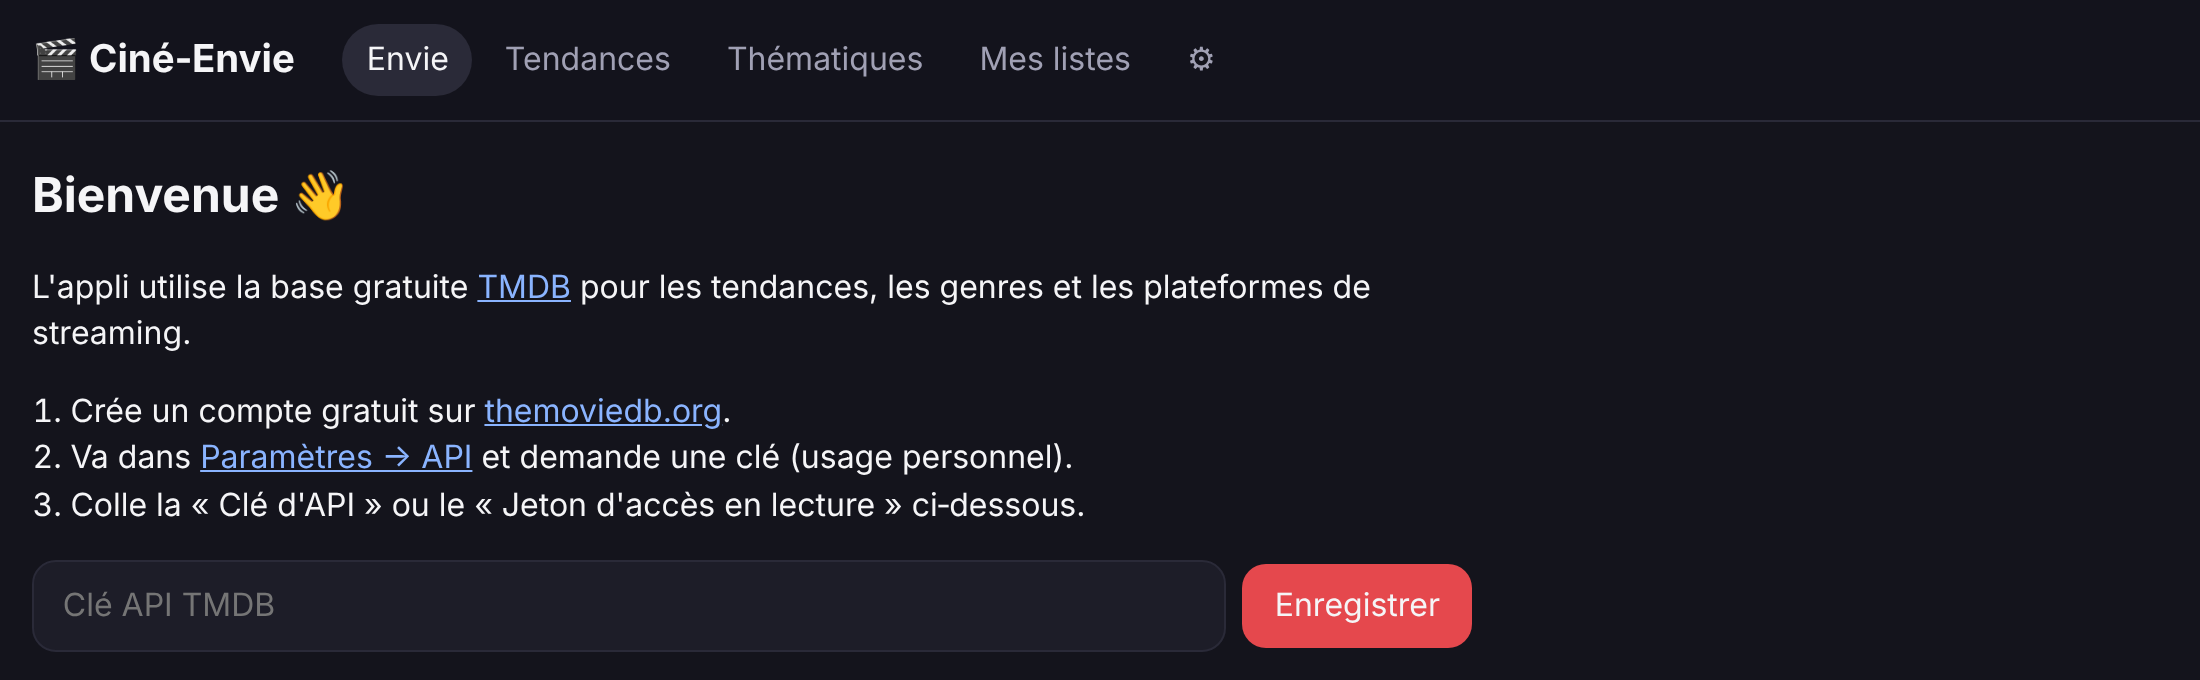 🎬 Ciné-Envie Envie Tendances Thématiques Mes listes ⚙
Bienvenue 👋
L'appli utilise la base gratuite TMDB pour les tendances, les genres et les plateformes de
streaming.
1. Crée un compte gratuit sur themoviedb.org.
2. Va dans Paramètres → API et demande une clé (usage personnel).
3. Colle la « Clé d'API » ou le « Jeton d'accès en lecture » ci-dessous.
Clé API TMDB Enregistrer